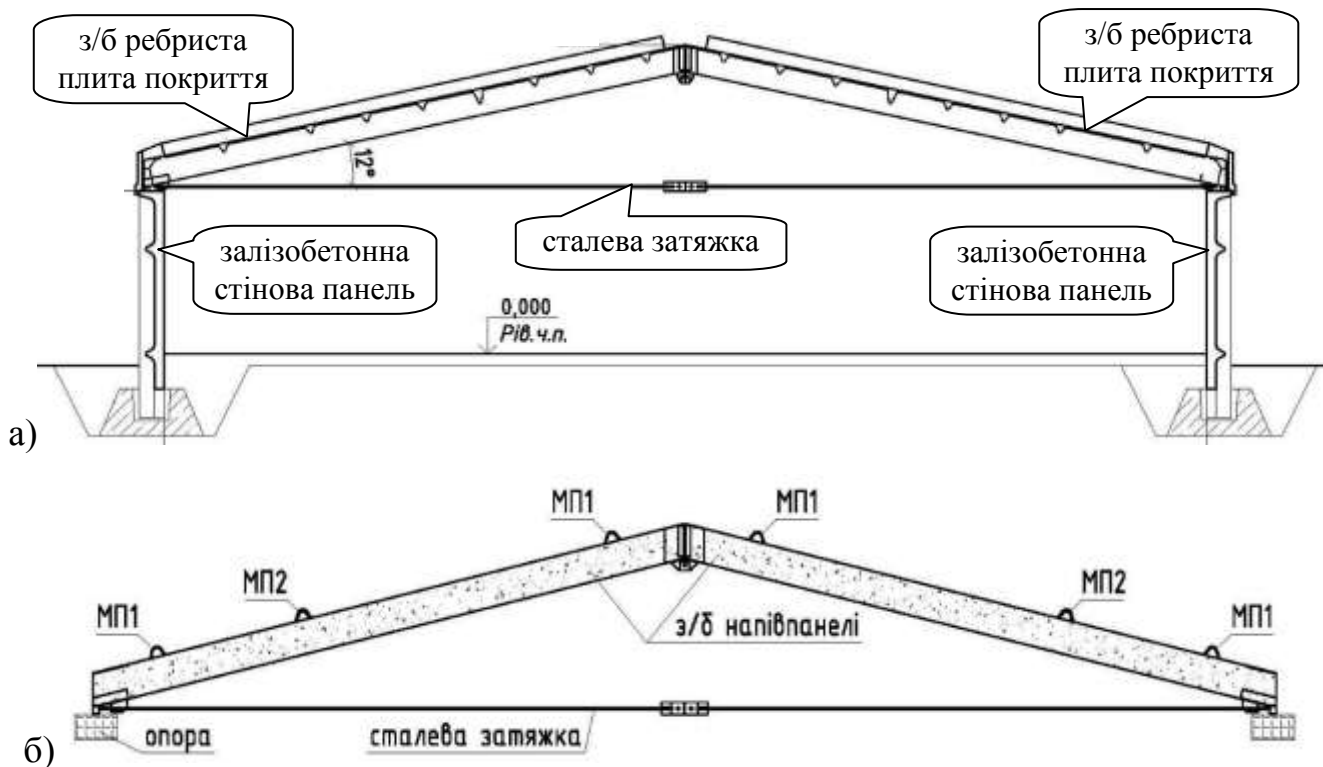 з/б ребриста
плита покриття
з/б ребриста
плита покриття
12°
сталева затяжка
залізобетонна
стінова панель
залізобетонна
стінова панель
0,000
Рів.ч.п.
а)
МП1
МП1
МП2
МП2
МП1
МП1
з/б напівпанелі
опора
сталева затяжка
б)